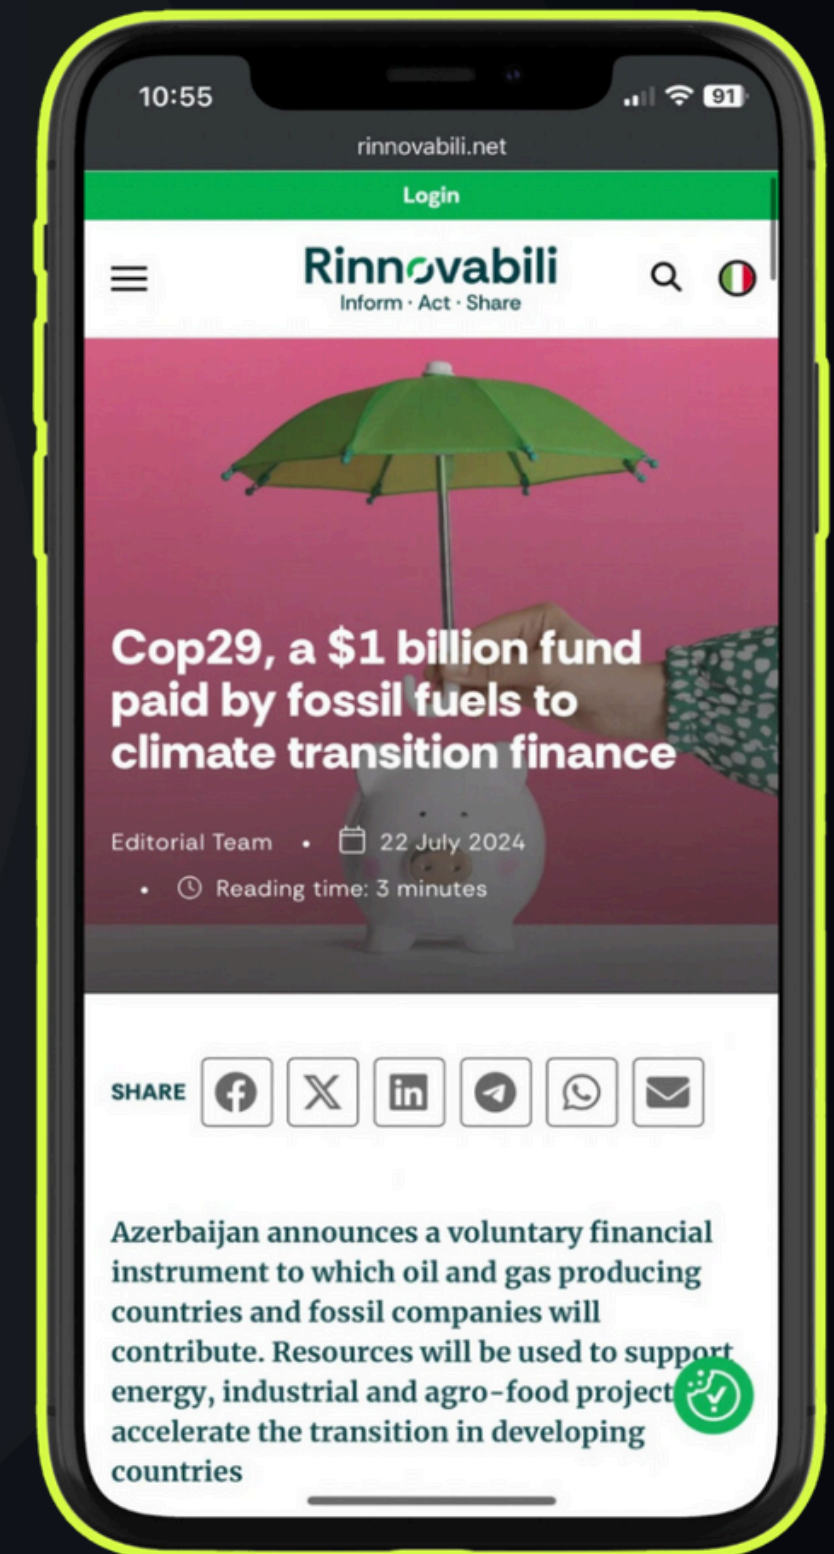 10:55
91
rinnovabili.net
Login
Rinnovabili
Inform · Act · Share
Cop29, a $1 billion fund
paid by fossil fuels to
climate transition finance
Editorial Team • 22 July 2024
• Reading time: 3 minutes
SHARE
Azerbaijan announces a voluntary financial
instrument to which oil and gas producing
countries and fossil companies will
contribute. Resources will be used to support
energy, industrial and agro-food project
accelerate the transition in developing
countries